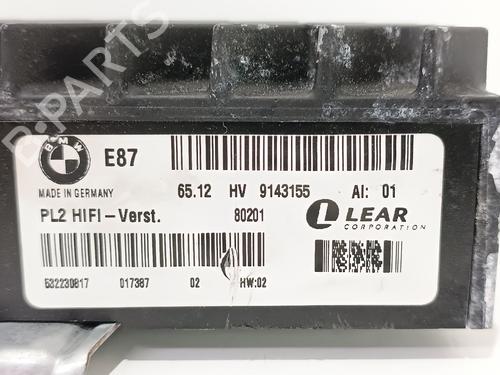 B-PARTS
BMW
E87
MADE IN GERMANY
65.12 HV 9143155 AI: 01
PL2 HIFI-Verst. 80201
LEAR
CORPORATION
532230817 017387 02 HW:02